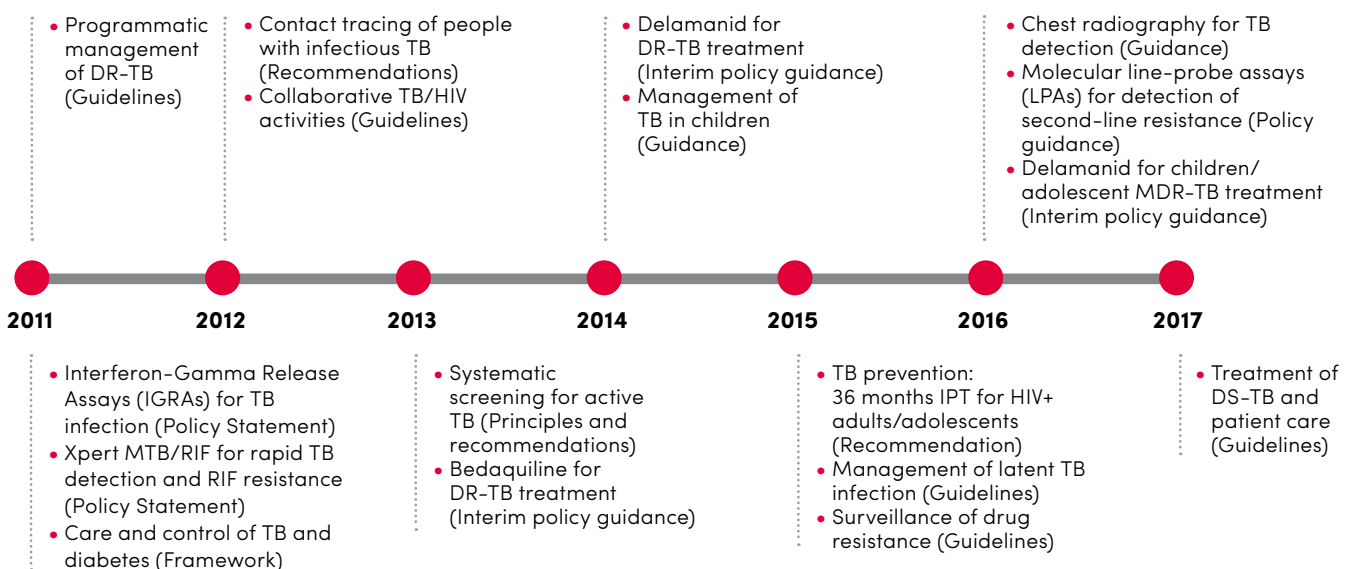 • Programmatic
management
of DR-TB
(Guidelines)
• Contact tracing of people
with infectious TB
(Recommendations)
• Collaborative TB/HIV
activities (Guidelines)
• Delamanid for
DR-TB treatment
(Interim policy guidance)
• Management of
TB in children
(Guidance)
• Chest radiography for TB
detection (Guidance)
• Molecular line-probe assays
(LPAs) for detection of
second-line resistance (Policy
guidance)
• Delamanid for children/
adolescent MDR-TB treatment
(Interim policy guidance)
2011 2012 2013 2014 2015 2016 2017
• Interferon-Gamma Release
Assays (IGRAs) for TB
infection (Policy Statement)
• Xpert MTB/RIF for rapid TB
detection and RIF resistance
(Policy Statement)
• Care and control of TB and
diabetes (Framework)
• Systematic
screening for active
TB (Principles and
recommendations)
• Bedaquiline for
DR-TB treatment
(Interim policy guidance)
• TB prevention:
36 months IPT for HIV+
adults/adolescents
(Recommendation)
• Management of latent TB
infection (Guidelines)
• Surveillance of drug
resistance (Guidelines)
• Treatment of
DS-TB and
patient care
(Guidelines)